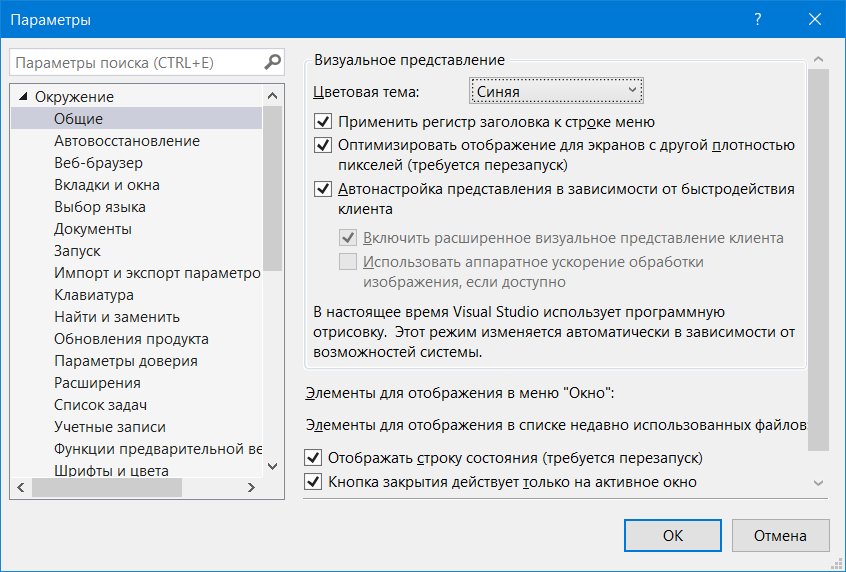 Параметры
?
Параметры поиска (CTRL+E)
Окружение
Общие
Автовосстановление
Веб-браузер
Вкладки и окна
Выбор языка
Документы
Запуск
Импорт и экспорт параметро
Клавиатура
Найти и заменить
Обновления продукта
Параметры доверия
Расширения
Список задач
Учетные записи
Функции предварительной ве
Шрифты и цвета
Визуальное представление
Цветовая тема:
Синяя
Применить регистр заголовка к строке меню
Оптимизировать отображение для экранов с другой плотностью
пикселей (требуется перезапуск)
Автонастройка представления в зависимости от быстродействия
клиента
Включить расширенное визуальное представление клиента
Использовать аппаратное ускорение обработки
изображения, если доступно
В настоящее время Visual Studio использует программную
отрисовку. Этот режим изменяется автоматически в зависимости от
возможностей системы.
Элементы для отображения в меню "Окно":
Элементы для отображения в списке недавно использованных файлов
Отображать строку состояния (требуется перезапуск)
Кнопка закрытия действует только на активное окно
OK
Отмена